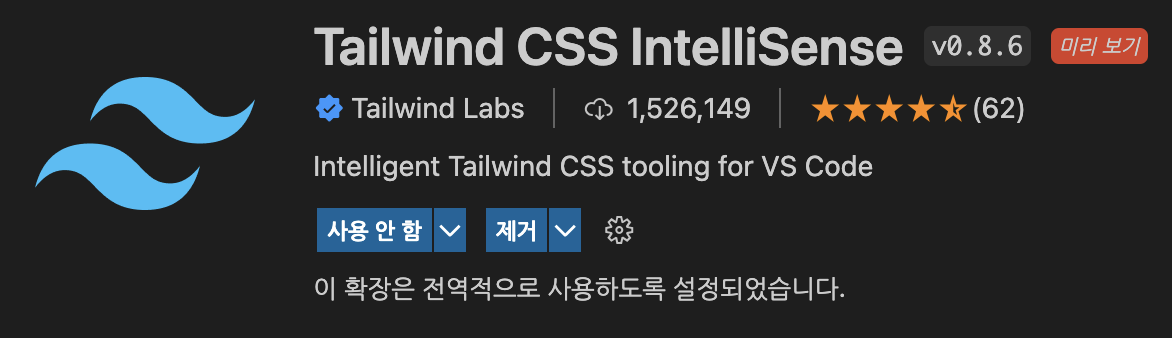 Tailwind CSS IntelliSense v0.8.6 미리 보기
Tailwind Labs 1,526,149 (62)
Intelligent Tailwind CSS tooling for VS Code
사용 안 함 제거
이 확장은 전역적으로 사용하도록 설정되었습니다.